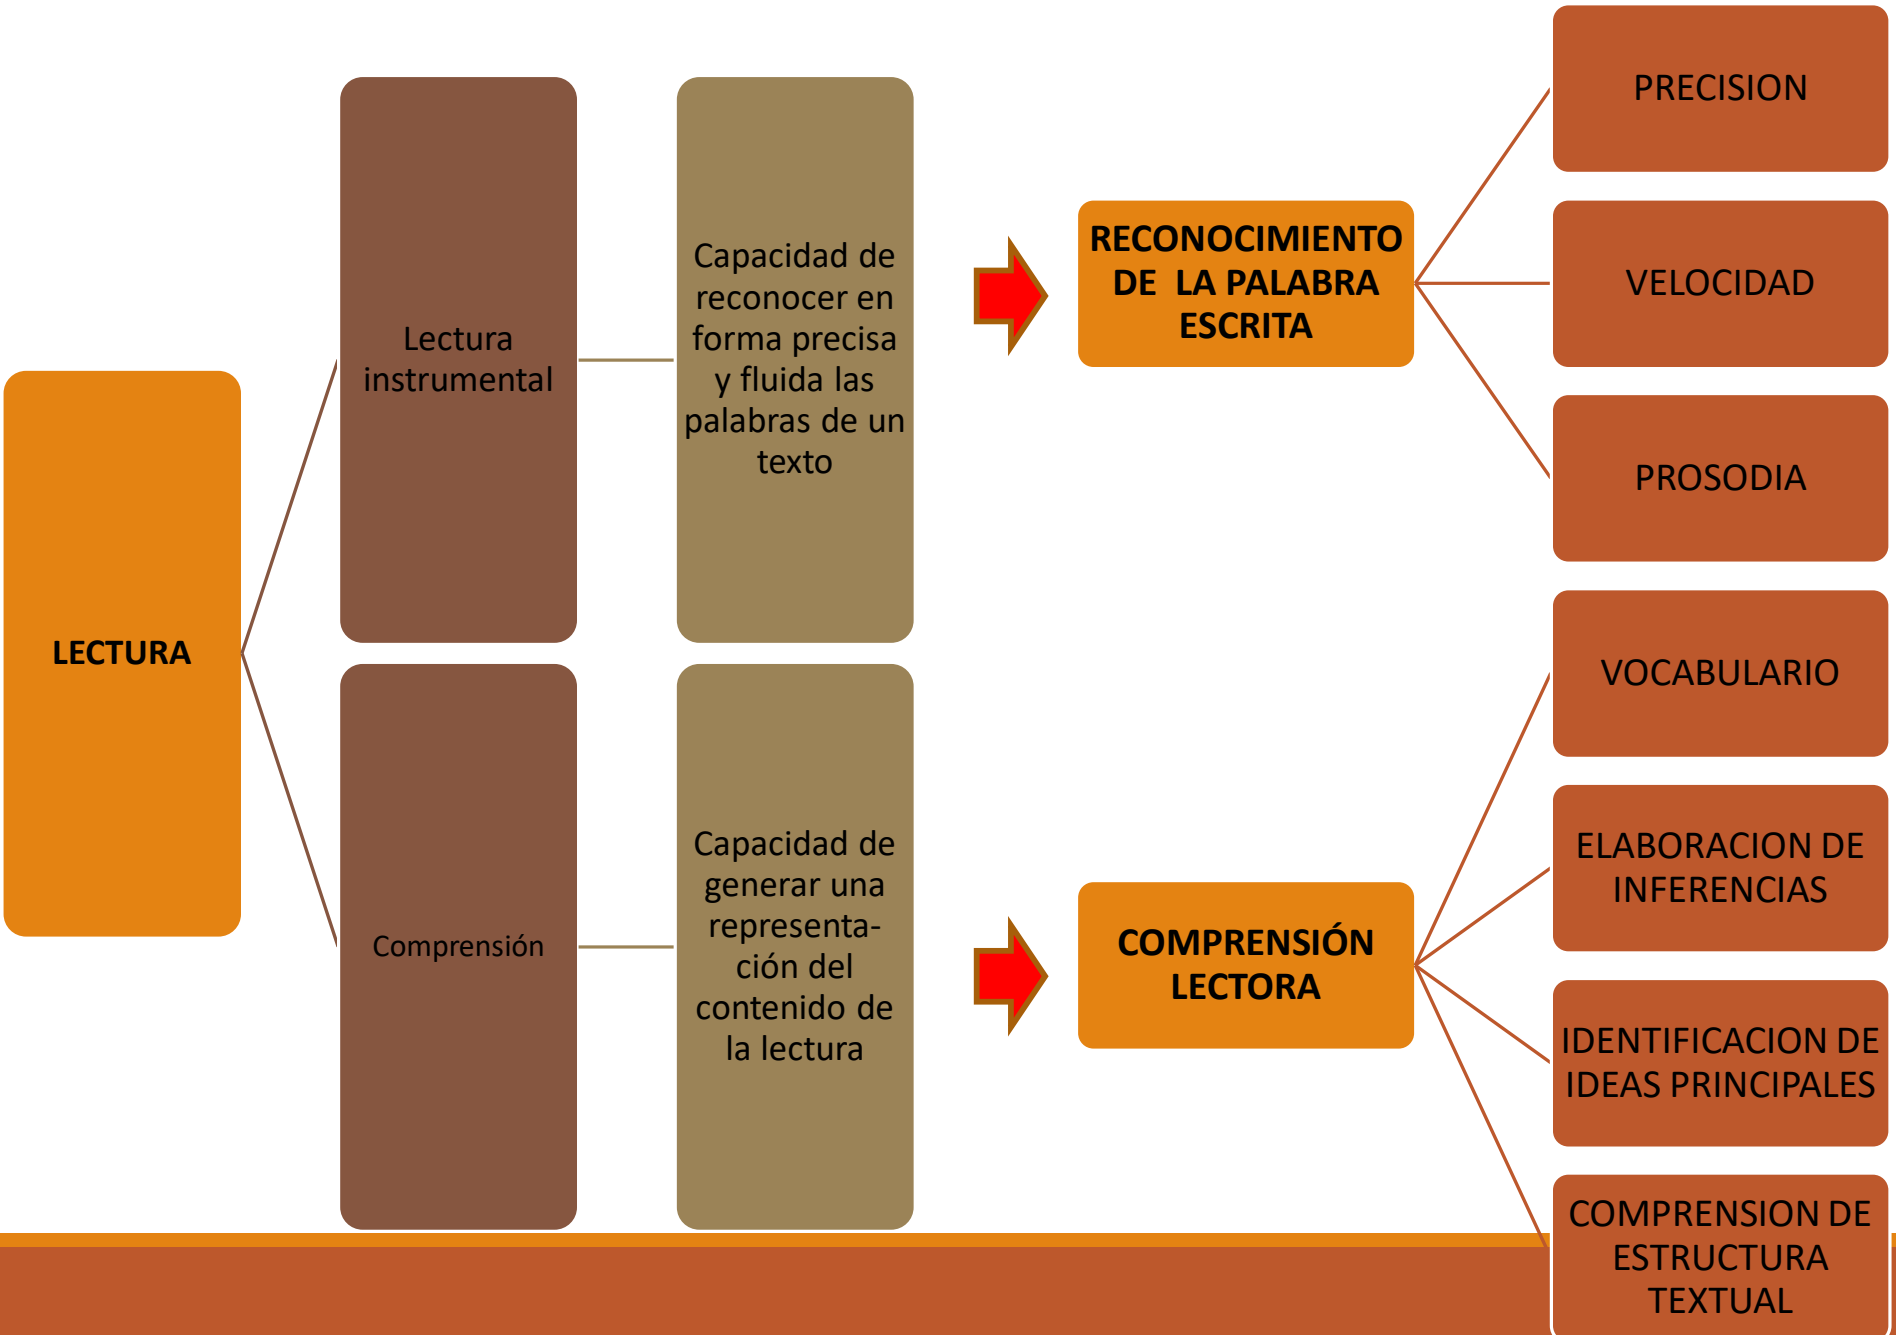 LECTURA
Lectura
instrumental
Capacidad de
reconocer en
forma precisa
y fluida las
palabras de un
texto
RECONOCIMIENTO
DE LA PALABRA
ESCRITA
PRECISION
VELOCIDAD
PROSODIA
Comprensión
Capacidad de
generar una
representa-
ción del
contenido de
la lectura
COMPRENSIÓN
LECTORA
VOCABULARIO
ELABORACION DE
INFERENCIAS
IDENTIFICACION DE
IDEAS PRINCIPALES
COMPRENSION DE
ESTRUCTURA
TEXTUAL